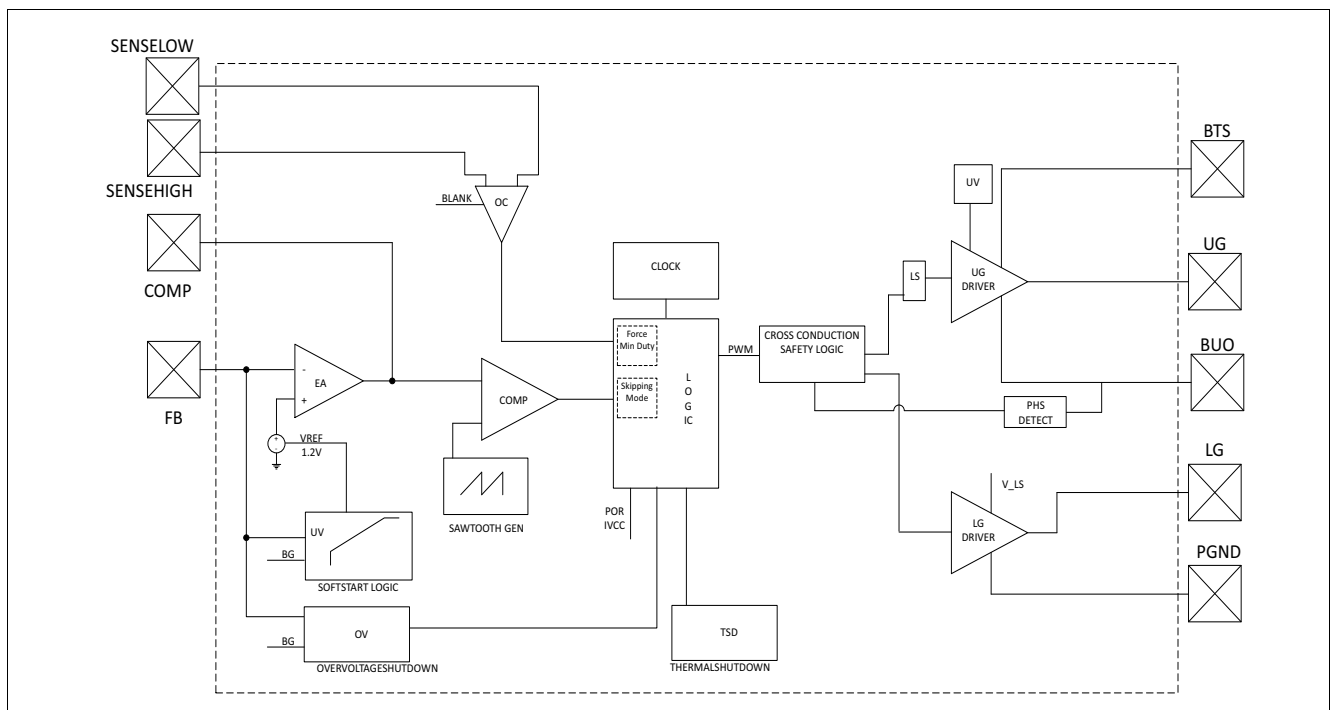 SENSELOW
SENSEHIGH
COMP
FB
BLANK
OC
CLOCK
EA
-
+
+
-
VREF
1.2V
COMP
SAWTOOTH GEN
UV
BG
SOFTSTART LOGIC
OV
BG
OVERVOLTAGESHUTDOWN
Force
Min Duty
Skipping
Mode
L
O
G
IC
POR
IVCC
TSD
THERMALSHUTDOWN
PWM
CROSS CONDUCTION
SAFETY LOGIC
LS
UV
UG
DRIVER
PHS
DETECT
V_LS
LG
DRIVER
BTS
UG
BUO
LG
PGND